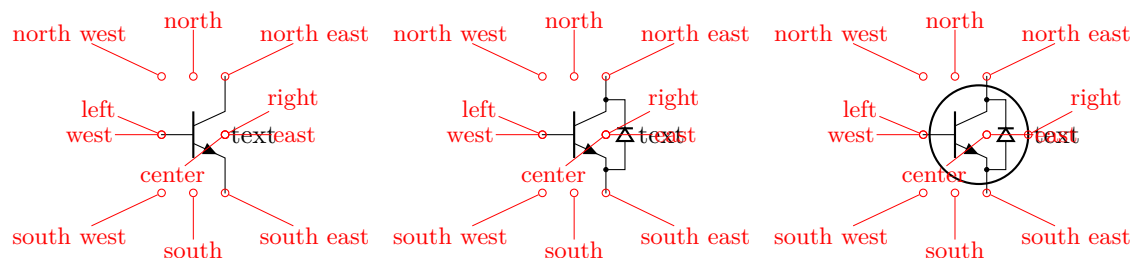 north north north
north west north east north west north east north west north east
left right left right left right
west text east west text east west text east
center center center
south west south east south west south east south west south east
south south south